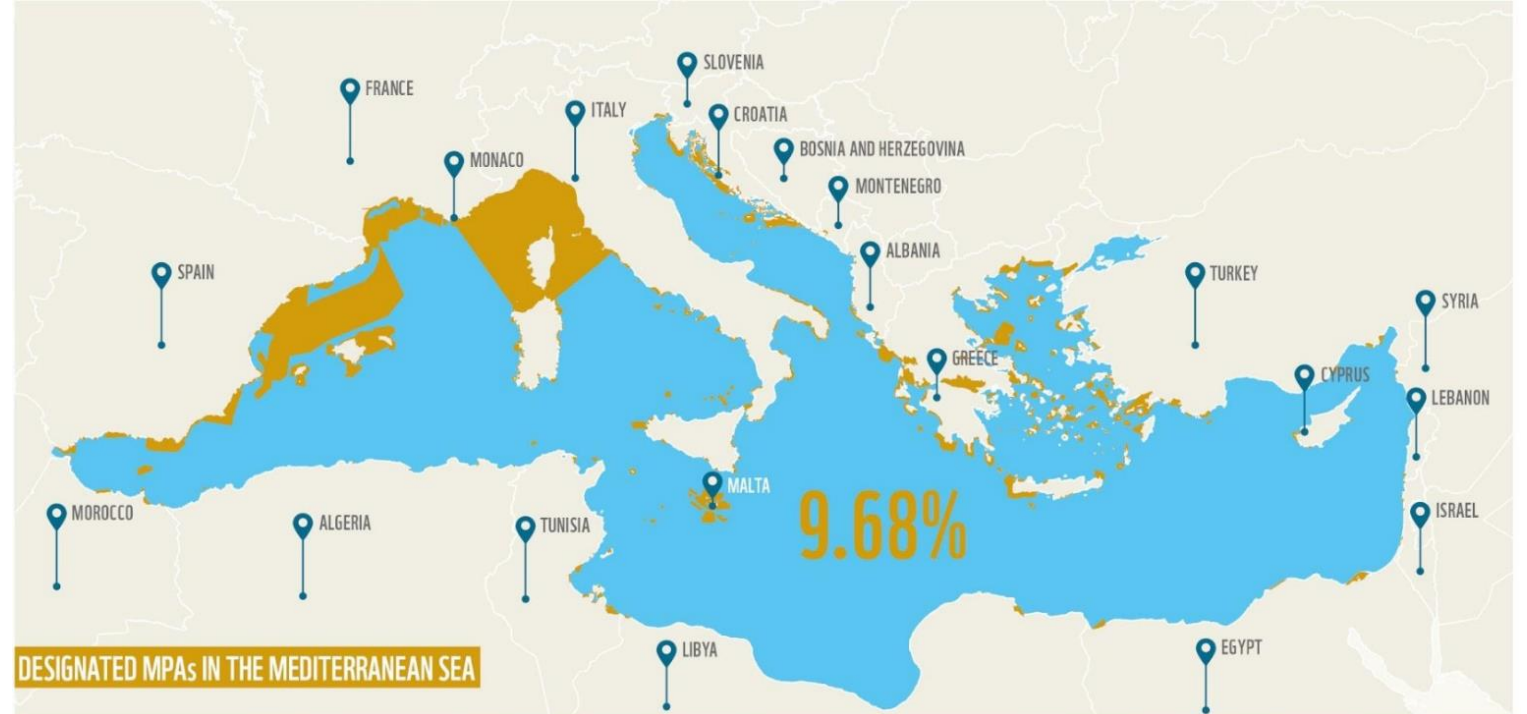 SLOVENIA
FRANCE
ITALY
CROATIA
BOSNIA AND HERZEGOVINA
MONACO
MONTENEGRO
ALBANIA
SPAIN
TURKEY
SYRIA
GREECE
CYPRUS
LEBANON
MALTA
9.68%
MOROCCO
ALGERIA
TUNISIA
ISRAEL
LIBYA
EGYPT
DESIGNATED MPAs IN THE MEDITERRANEAN SEA